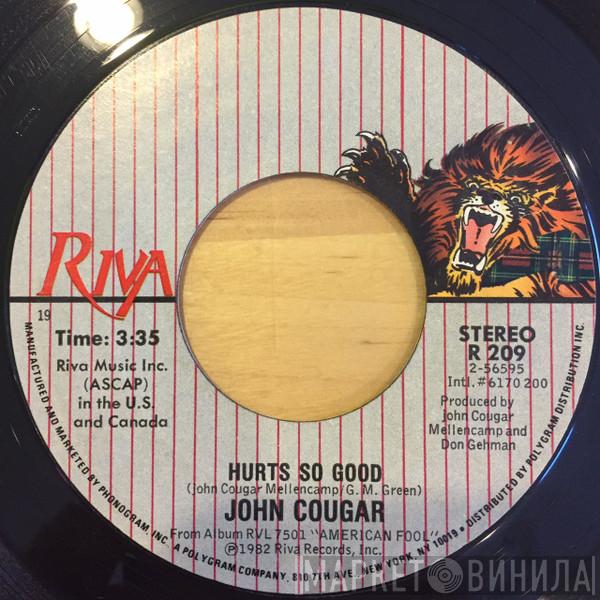 RIVA
19
Time: 3:35
Riva Music Inc.
(ASCAP)
in the U.S.
and Canada
STEREO
R 209
2-56595
Intl.#6170 200
Produced by
John Cougar
Mellencamp and
Don Gehman
HURTS SO GOOD
(John Cougar Mellencamp/G. M. Green)
JOHN COUGAR
From Album RVL 7501 "AMERICAN FOOL"
℗1982 Riva Records, Inc.
MANUFACTURED AND MARKETED BY PHONOGRAM, INC., A POLYGRAM COMPANY, 810 7TH AVE., NEW YORK, NY 10019 • DISTRIBUTED BY POLYGRAM DISTRIBUTION INC.
МАРКЕТ ВИНИЛА